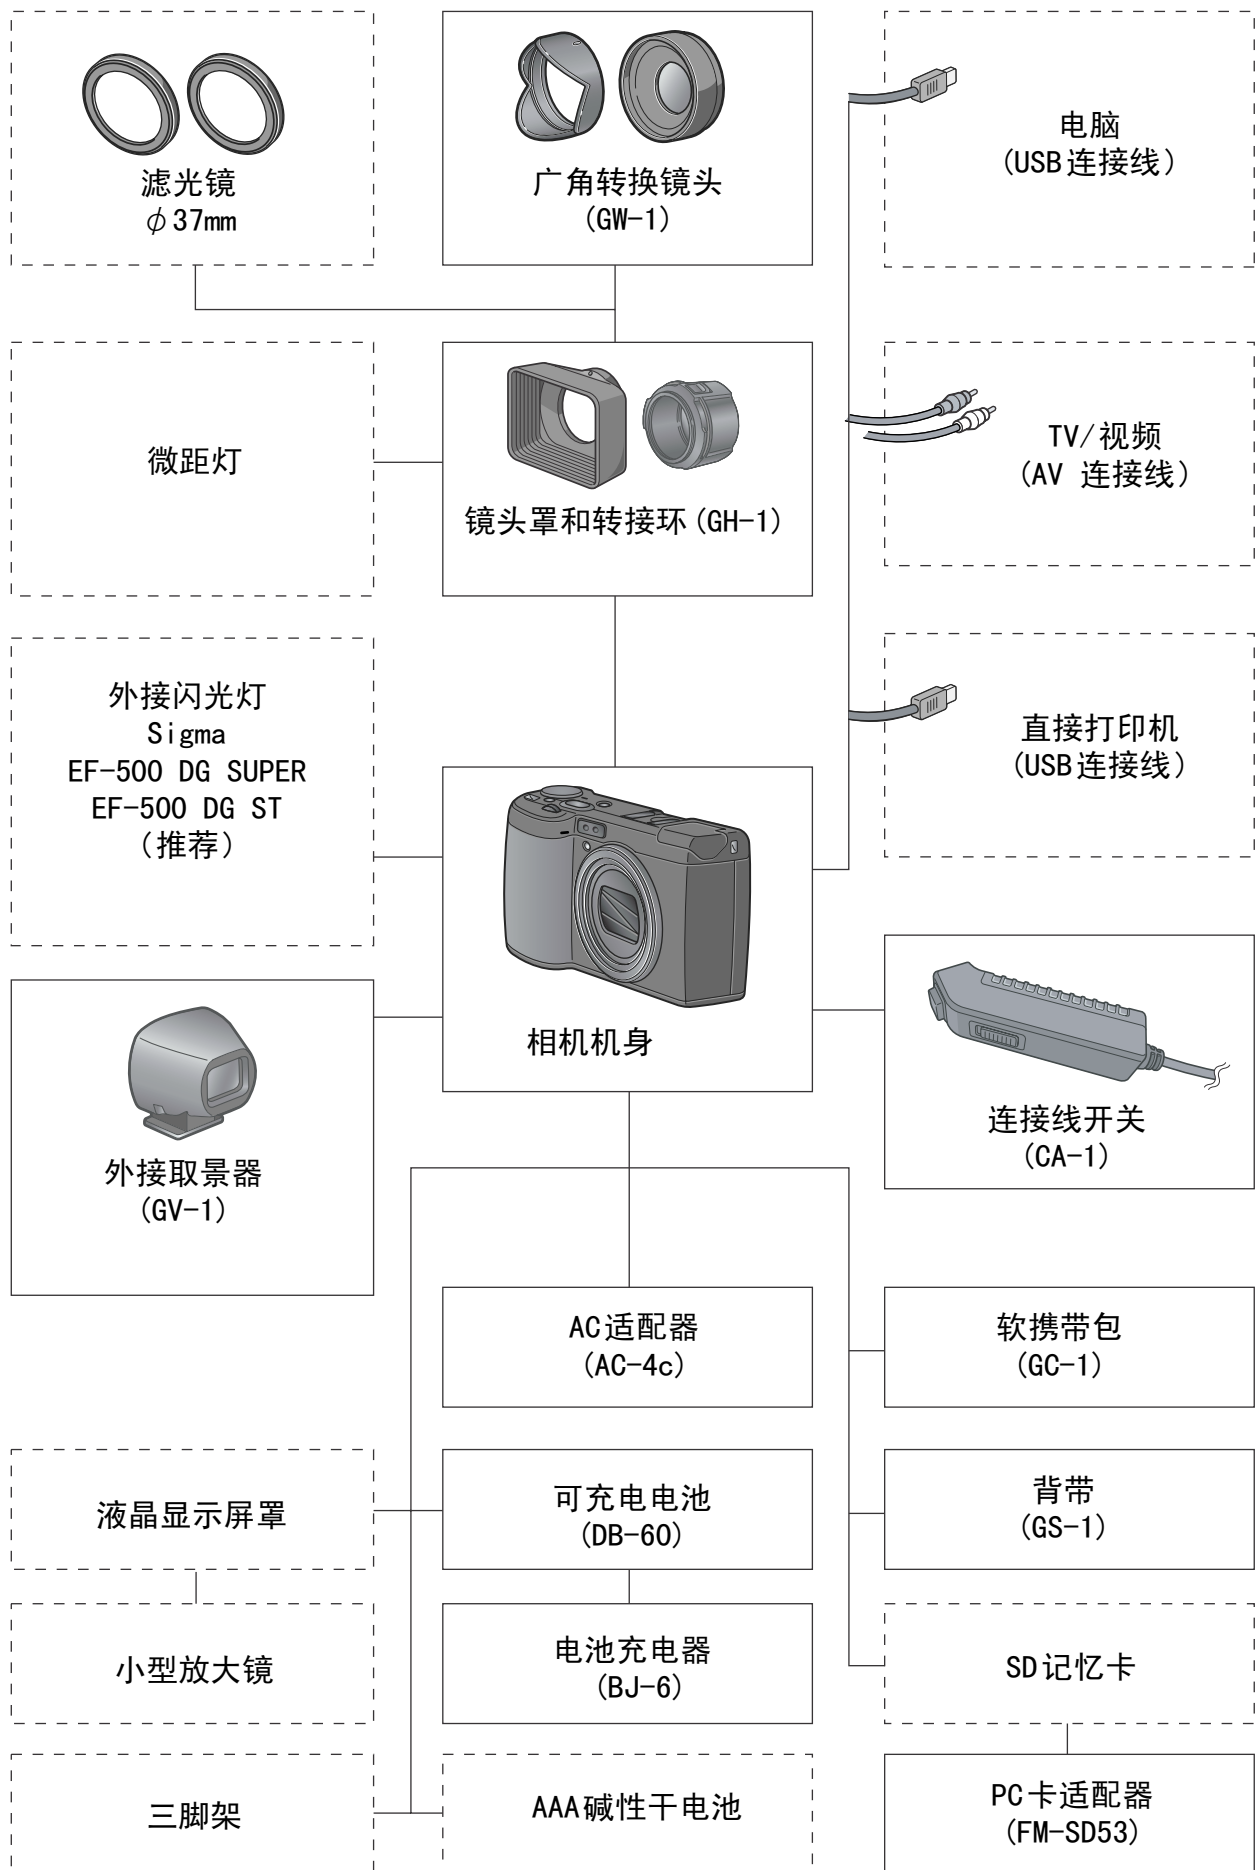 滤光镜
φ37mm
广角转换镜头
(GW-1)
电脑
(USB连接线)
微距灯
镜头罩和转接环(GH-1)
TV/视频
(AV 连接线)
外接闪光灯
Sigma
EF-500 DG SUPER
EF-500 DG ST
(推荐)
直接打印机
(USB连接线)
相机机身
外接取景器
(GV-1)
连接线开关
(CA-1)
AC适配器
(AC-4c)
软携带包
(GC-1)
液晶显示屏罩
可充电电池
(DB-60)
背带
(GS-1)
小型放大镜
电池充电器
(BJ-6)
SD记忆卡
三脚架
AAA碱性干电池
PC卡适配器
(FM-SD53)